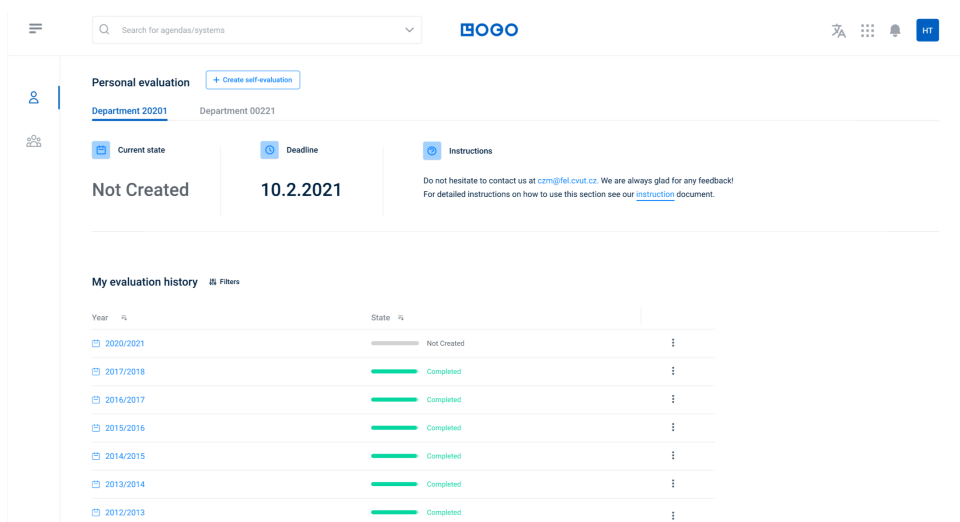 Search for agendas/systems
LOGO
HT
Personal evaluation
+ Create self-evaluation
Department 20201
Department 00221
Current state
Deadline
Instructions
Not Created
10.2.2021
Do not hesitate to contact us at czm@fel.cvut.cz. We are always glad for any feedback!
For detailed instructions on how to use this section see our instruction document.
My evaluation history
Filters
Year
State
2020/2021
Not Created
2017/2018
Completed
2016/2017
Completed
2015/2016
Completed
2014/2015
Completed
2013/2014
Completed
2012/2013
Completed